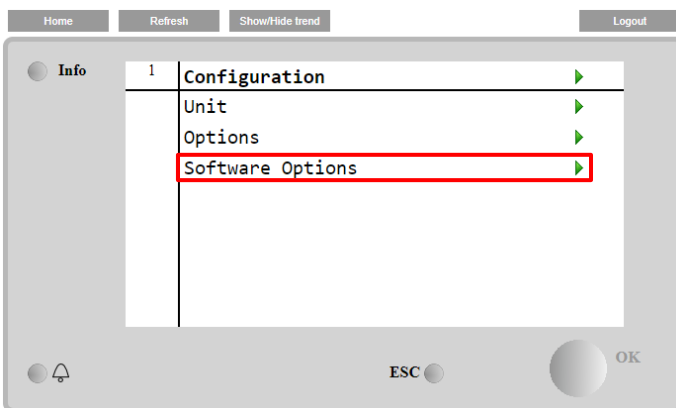 Home Refresh Show/Hide trend Logout
Info
1 Configuration
Unit
Options
Software Options
ESC
OK